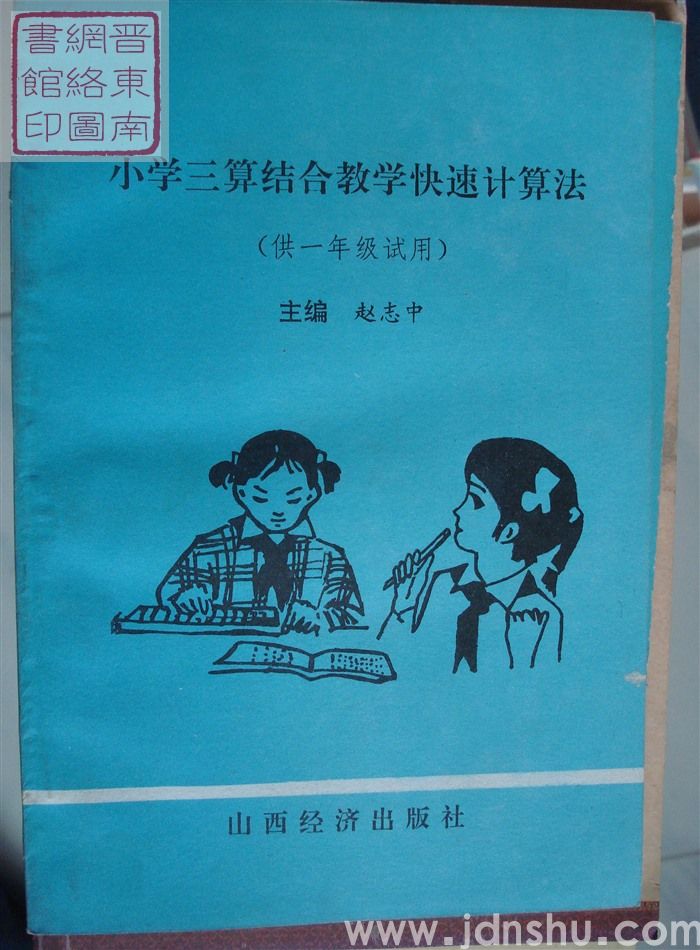 晋東南
網絡圖
書館印
小学三算结合教学快速计算法
（供一年级试用）
主编 赵志中
山西经济出版社
www.jdnshu.com